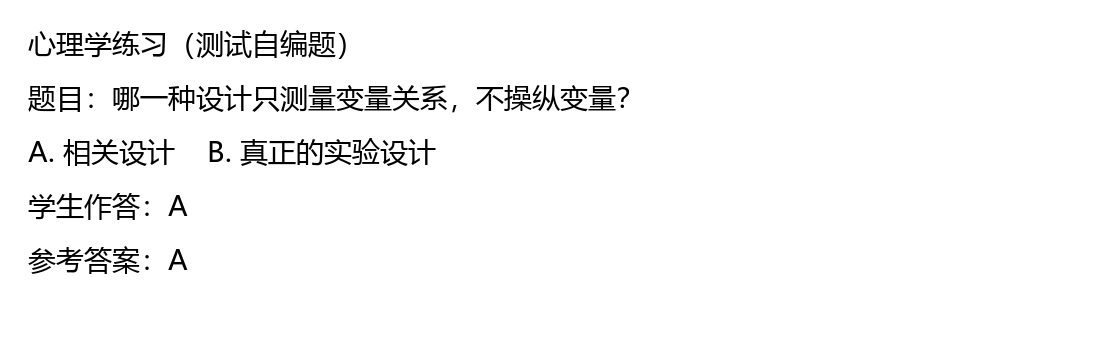 心理学练习（测试自编题）
题目：哪一种设计只测量变量关系，不操纵变量？
A. 相关设计    B. 真正的实验设计
学生作答：A
参考答案：A